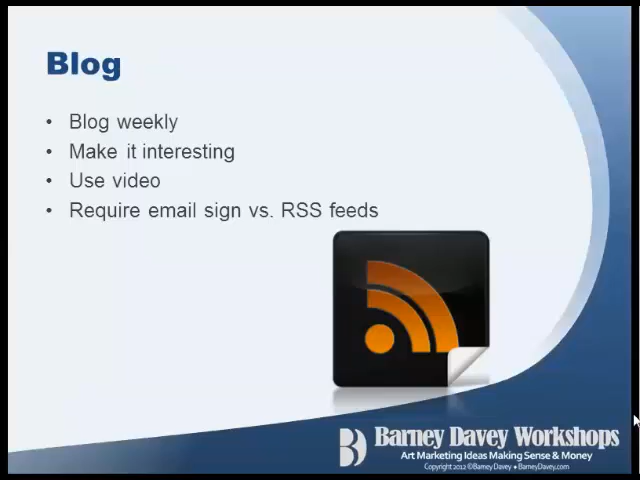 Blog
• Blog weekly
• Make it interesting
• Use video
• Require email sign vs. RSS feeds
Barney Davey Workshops
Art Marketing Ideas Making Sense & Money
Copyright 2012 ©Barney Davey ♦ BarneyDavey.com